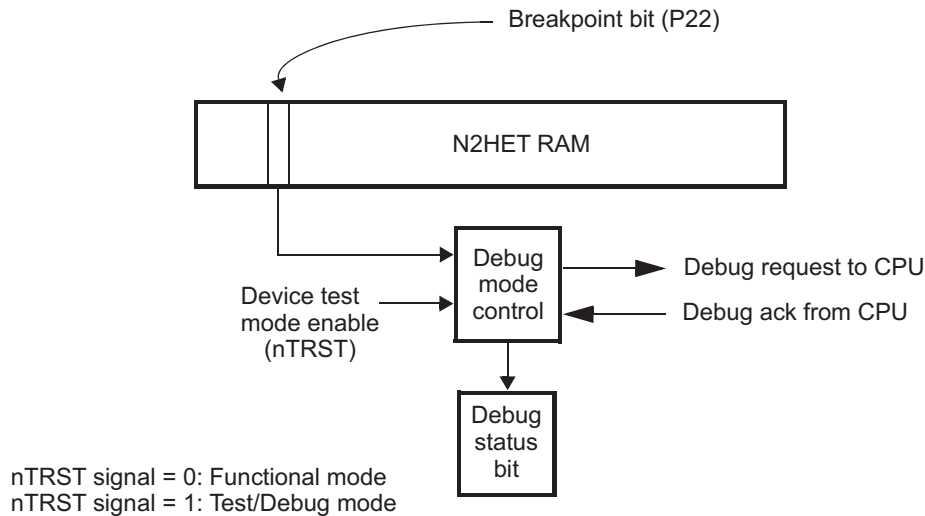 Breakpoint bit (P22)
N2HET RAM
Debug
mode
control
Debug request to CPU
Debug ack from CPU
Device test
mode enable
(nTRST)
Debug
status
bit
nTRST signal = 0: Functional mode
nTRST signal = 1: Test/Debug mode